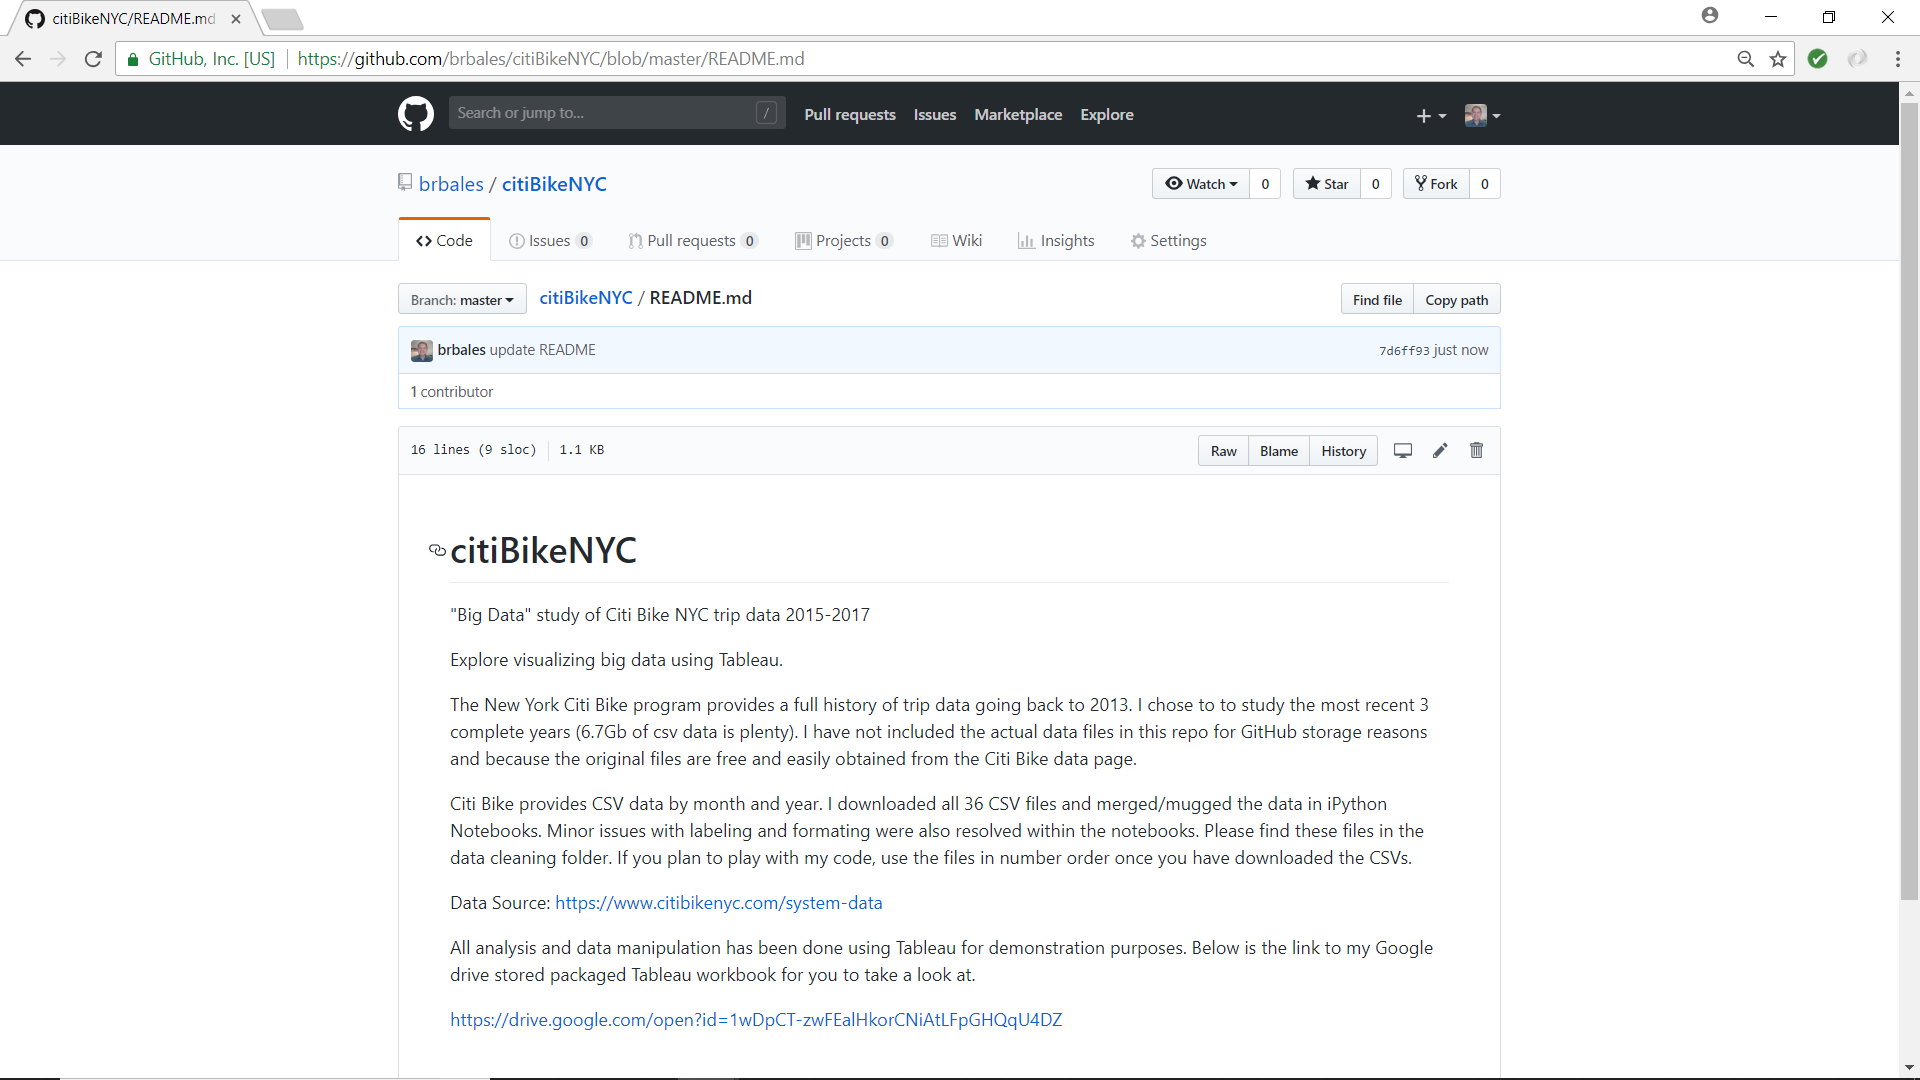 citiBikeNYC/README.md
GitHub, Inc. [US] https://github.com/brbales/citiBikeNYC/blob/master/README.md
Search or jump to... / Pull requests Issues Marketplace Explore
brbales / citiBikeNYC Watch 0 Star 0 Fork 0
Code Issues 0 Pull requests 0 Projects 0 Wiki Insights Settings
Branch: master citiBikeNYC / README.md Find file Copy path
brbales update README 7d6ff93 just now
1 contributor
16 lines (9 sloc) 1.1 KB Raw Blame History
citiBikeNYC
"Big Data" study of Citi Bike NYC trip data 2015-2017
Explore visualizing big data using Tableau.
The New York Citi Bike program provides a full history of trip data going back to 2013. I chose to to study the most recent 3
complete years (6.7Gb of csv data is plenty). I have not included the actual data files in this repo for GitHub storage reasons
and because the original files are free and easily obtained from the Citi Bike data page.
Citi Bike provides CSV data by month and year. I downloaded all 36 CSV files and merged/mugged the data in iPython
Notebooks. Minor issues with labeling and formating were also resolved within the notebooks. Please find these files in the
data cleaning folder. If you plan to play with my code, use the files in number order once you have downloaded the CSVs.
Data Source: https://www.citibikenyc.com/system-data
All analysis and data manipulation has been done using Tableau for demonstration purposes. Below is the link to my Google
drive stored packaged Tableau workbook for you to take a look at.
https://drive.google.com/open?id=1wDpCT-zwFEalHkorCNiAtLFpGHQqU4DZ